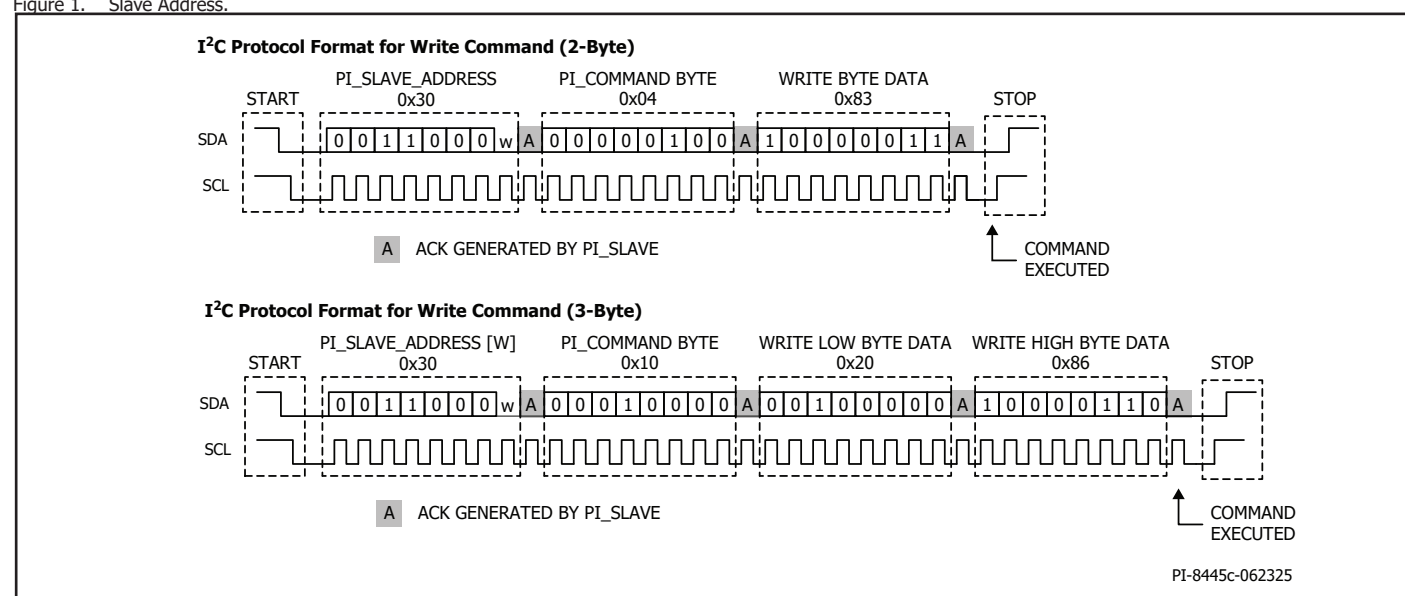 Figure 1. Slave Address.
I2C Protocol Format for Write Command (2-Byte)
PI_SLAVE_ADDRESS PI_COMMAND BYTE WRITE BYTE DATA
START 0x30 0x04 0x83 STOP
SDA 0 0 1 1 0 0 0 w A 0 0 0 0 0 1 0 0 A 1 0 0 0 0 0 1 1 A
SCL
A ACK GENERATED BY PI_SLAVE
COMMAND
EXECUTED
I2C Protocol Format for Write Command (3-Byte)
PI_SLAVE_ADDRESS [W] PI_COMMAND BYTE WRITE LOW BYTE DATA WRITE HIGH BYTE DATA
START 0x30 0x10 0x20 0x86 STOP
SDA 0 0 1 1 0 0 0 w A 0 0 0 1 0 0 0 0 A 0 0 1 0 0 0 0 0 A 1 0 0 0 0 1 1 0 A
SCL
A ACK GENERATED BY PI_SLAVE
COMMAND
EXECUTED
PI-8445c-062325